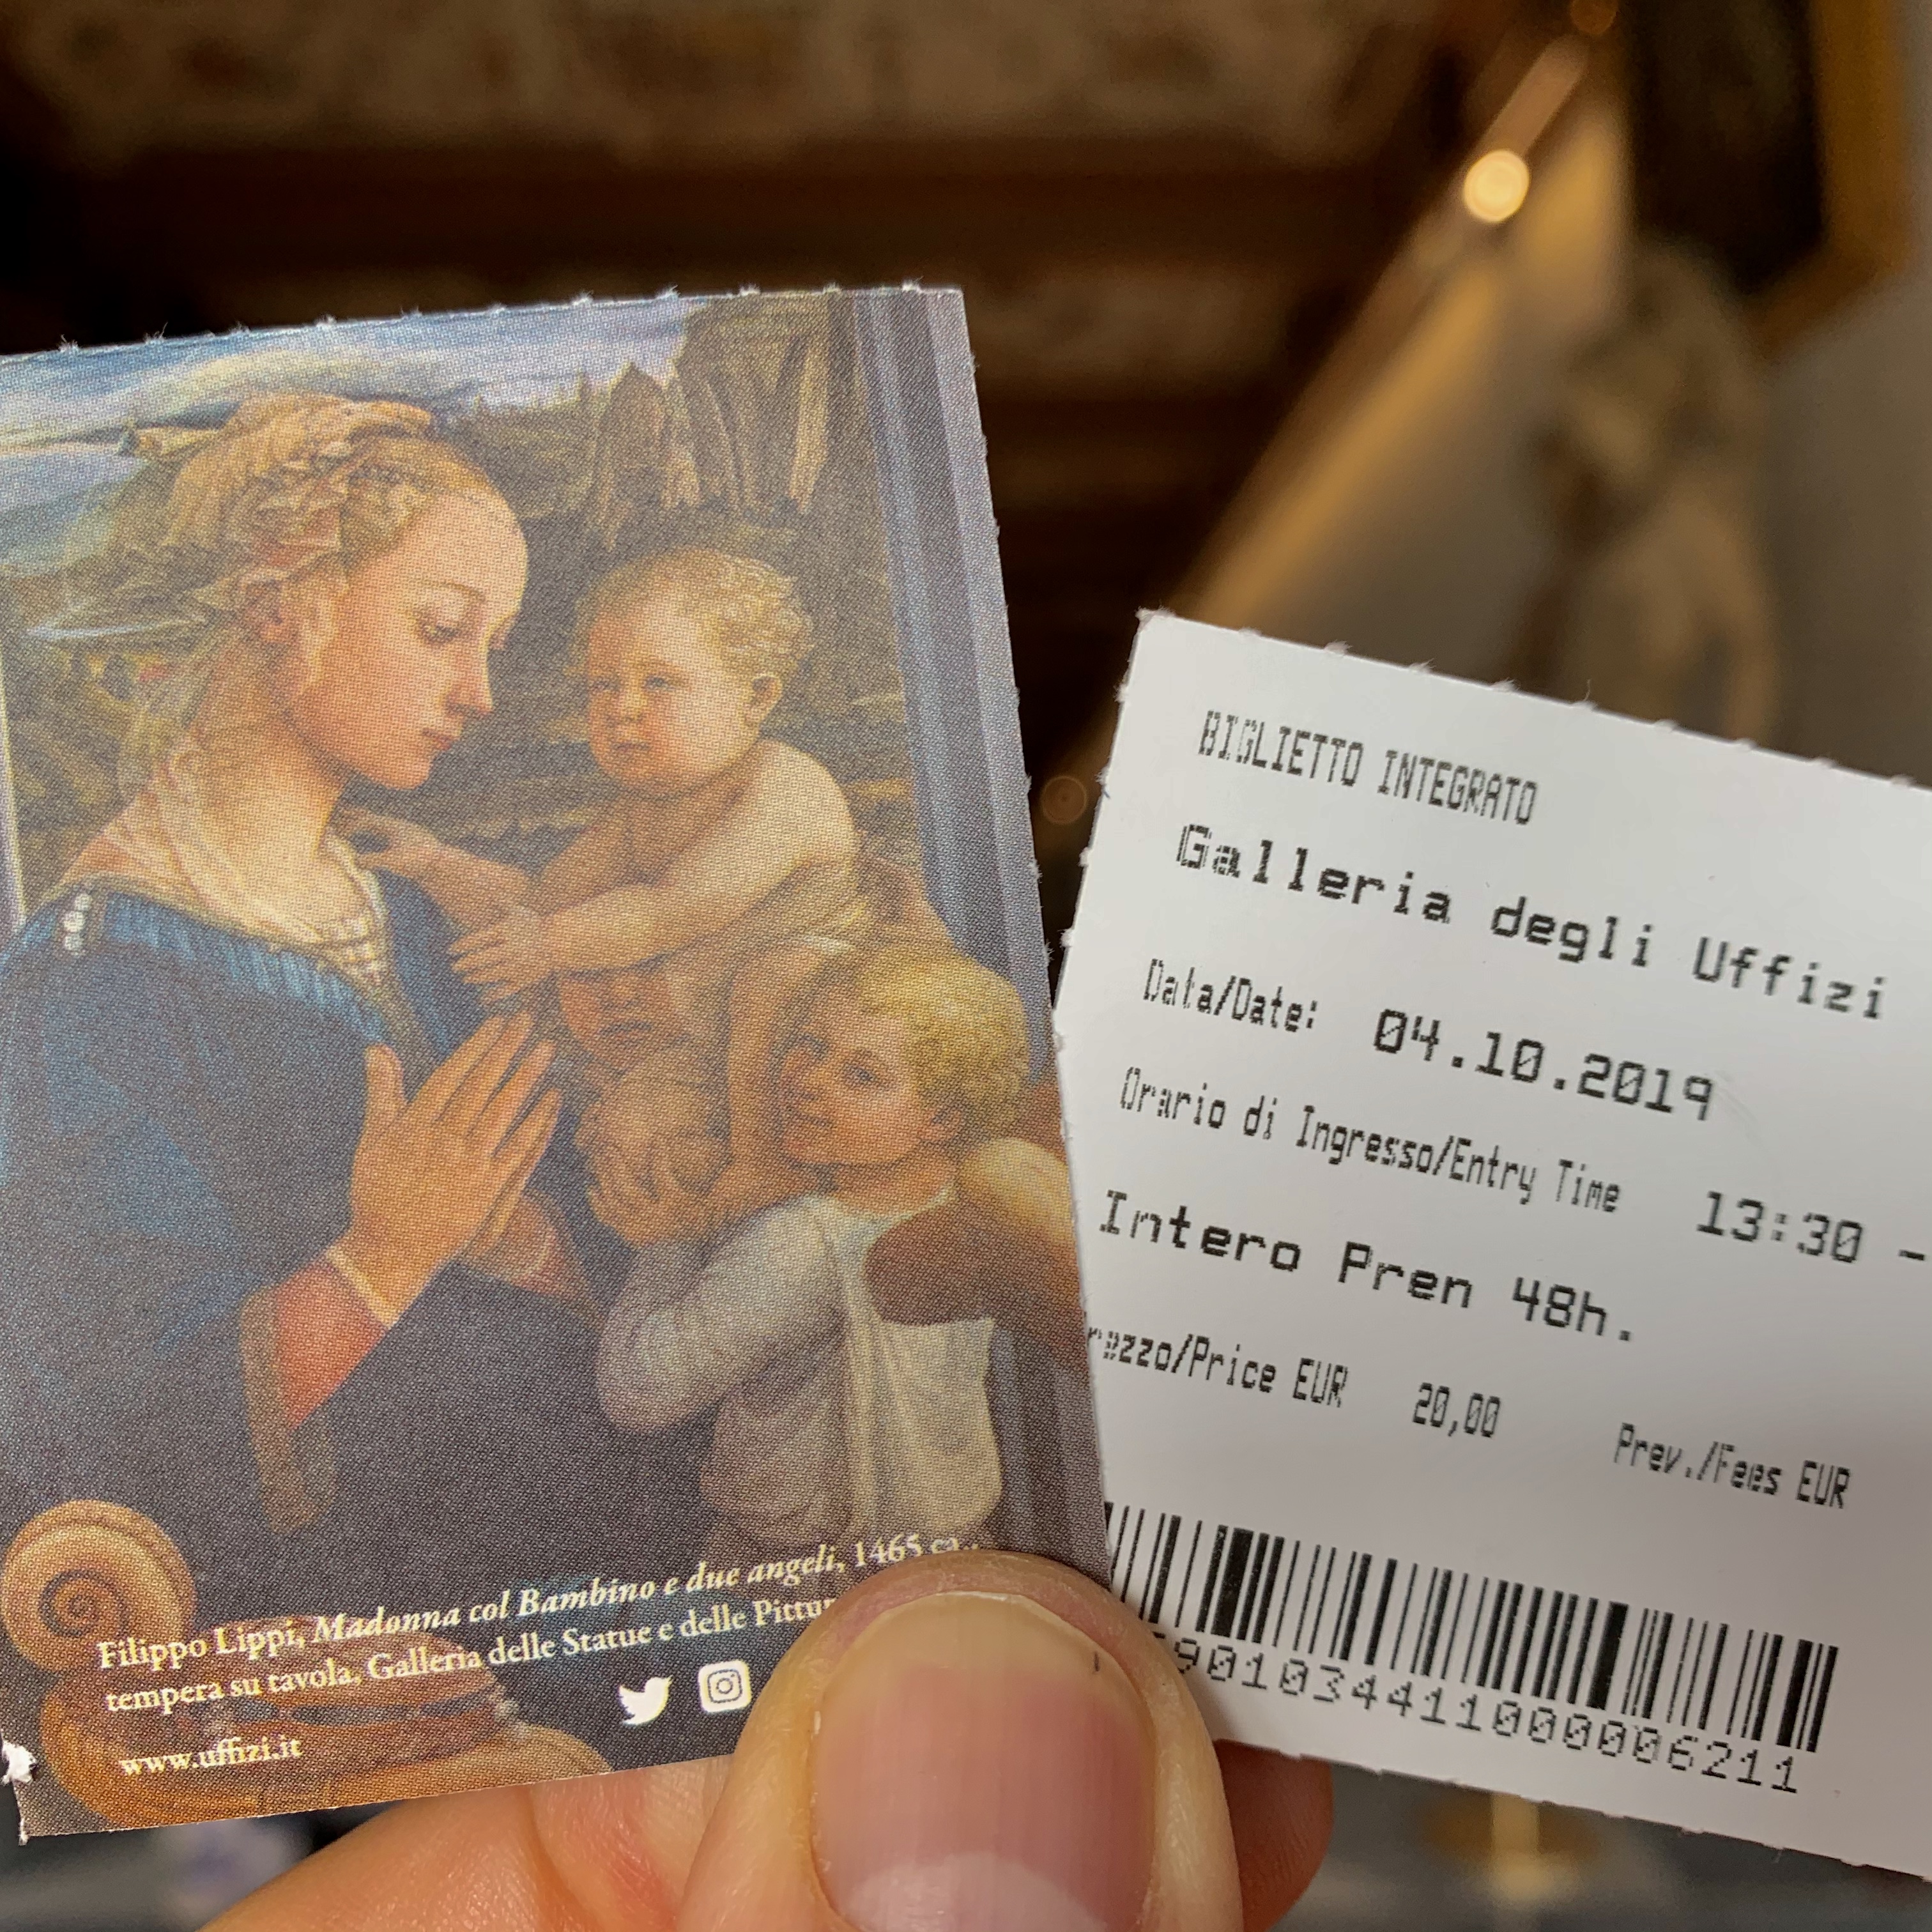 Filippo Lippi, Madonna col Bambino e due angeli, 1465 ca.,
tempera su tavola, Galleria delle Statue e delle
www.uffizi.it
BIGLIETTO INTEGRATO
Galleria degli Uffizi
Data/Date: 04.10.2019
Orario di Ingresso/Entry Time 13:30 -
Intero Pren 48h.
rezzo/Price EUR 20,00 Prev./Fees EUR
901034411000006211